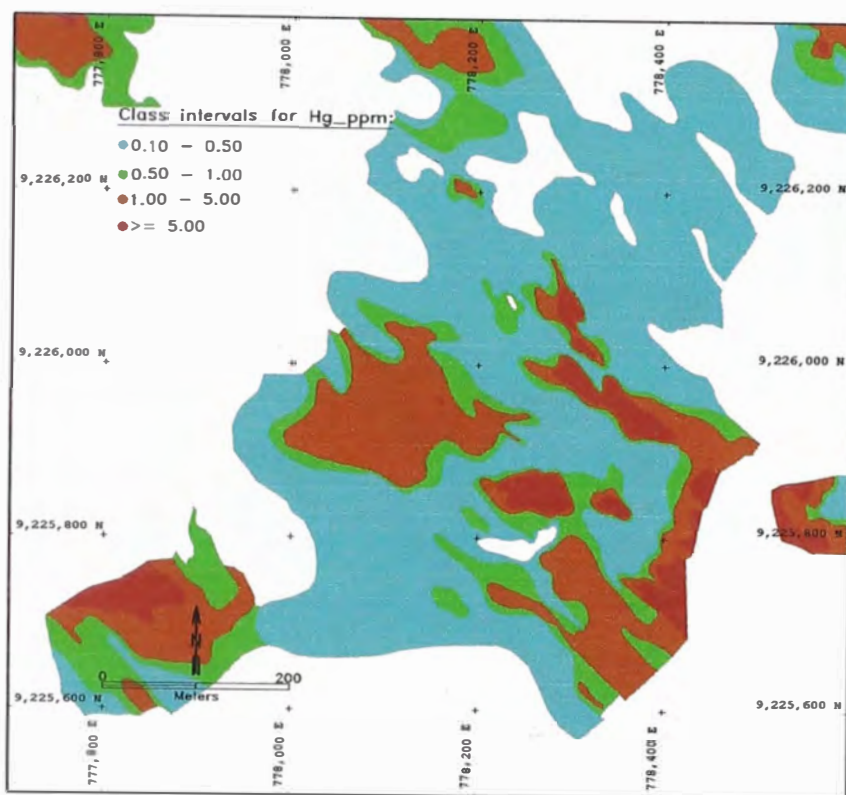 777,800 E
778,000 E
778,200 E
778,400 E
Class intervals for Hg_ppm:
0.10 - 0.50
0.50 - 1.00
1.00 - 5.00
>= 5.00
9,226,200 N
9,226,200 N
9,226,000 N
9,226,000 N
9,225,800 N
9,225,800 N
N
0
200
Meters
9,225,600 N
9,225,600 N
777,800 E
778,000 E
778,200 E
778,400 E